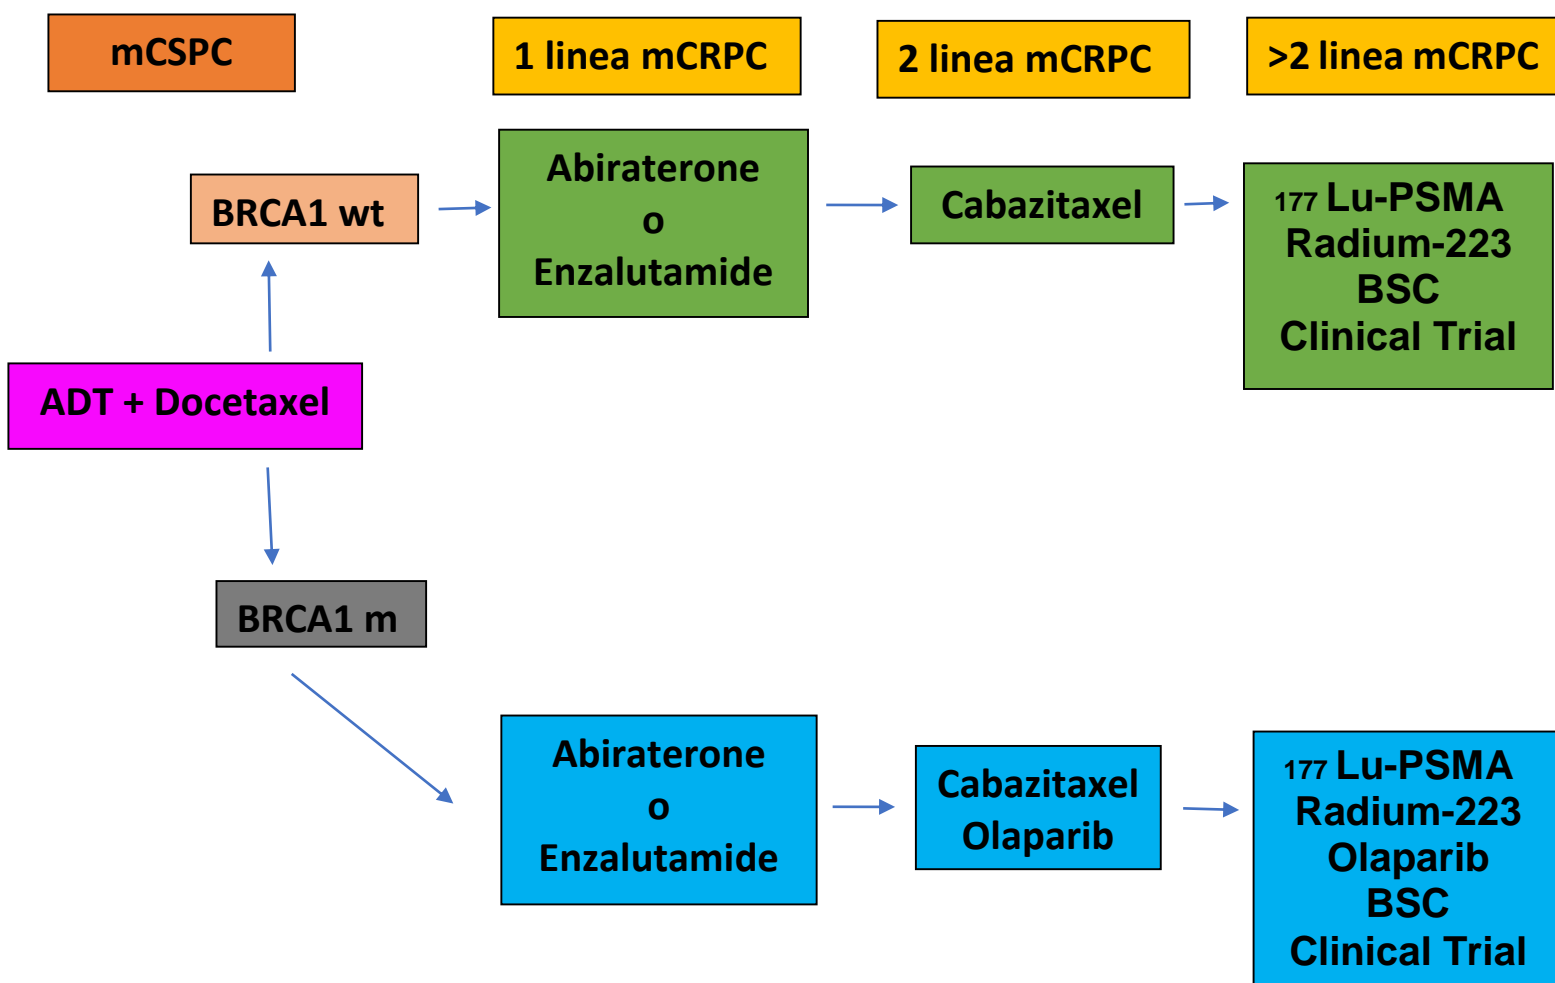 mCSPC
1 linea mCRPC
2 linea mCRPC
>2 linea mCRPC
BRCA1 wt
Abiraterone
o
Enzalutamide
Cabazitaxel
177 Lu-PSMA
Radium-223
BSC
Clinical Trial
ADT + Docetaxel
BRCA1 m
Abiraterone
o
Enzalutamide
Cabazitaxel
Olaparib
177 Lu-PSMA
Radium-223
Olaparib
BSC
Clinical Trial